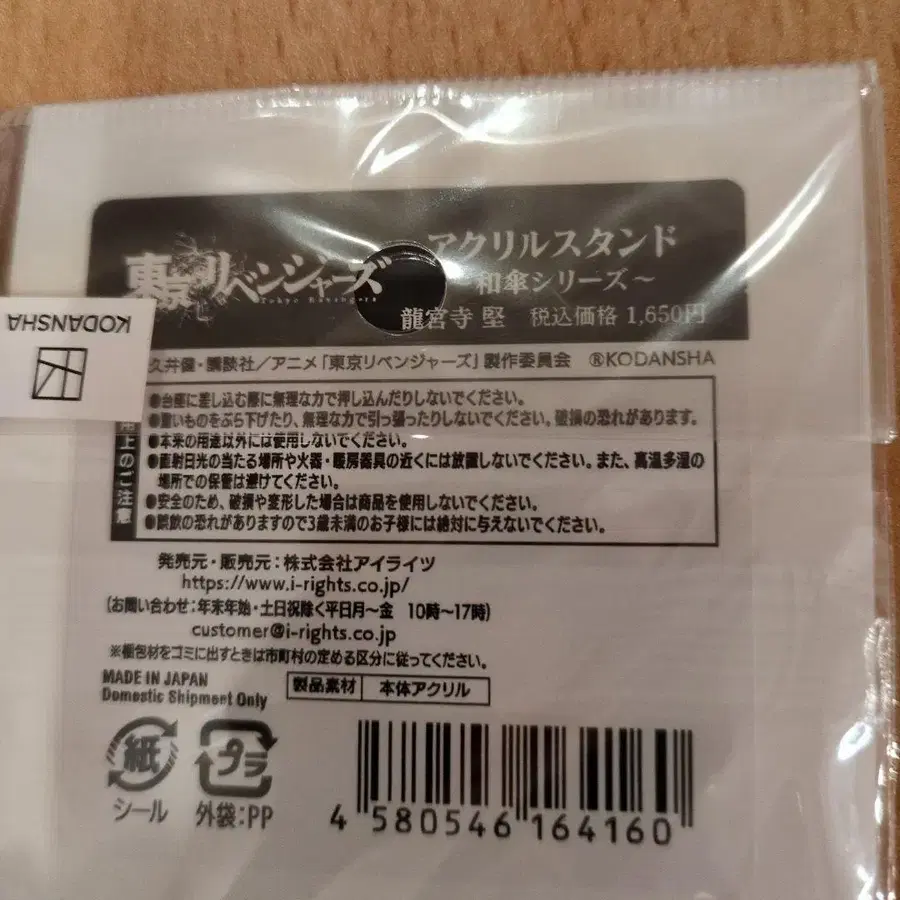 東京リベンジャーズ
Tokyo Revengers
アクリルスタンド
和傘シリーズ～
龍宮寺 堅 税込価格 1,650円
KODANSHA
久井健・講談社／アニメ「東京リベンジャーズ」製作委員会 ®KODANSHA
用上のご注意
●台座に差し込む際に無理な力で押し込んだりしないでください。
●重いものをぶら下げたり、無理な力で引っ張ったりしないでください。破損の恐れがあります。
●本来の用途以外には使用しないでください。
●直射日光の当たる場所や火器・暖房器具の近くには放置しないでください。また、高温多湿の
場所での保管は避けてください。
●安全のため、破損や変形した場合は商品を使用しないでください。
●誤飲の恐れがありますので3歳未満のお子様には絶対に与えないでください。
発売元・販売元：株式会社アイライツ
https://www.i-rights.co.jp/
（お問い合わせ：年末年始・土日祝除く平日月～金 10時～17時）
customer@i-rights.co.jp
※梱包材をゴミに出すときは市町村の定める区分に従ってください。
MADE IN JAPAN
Domestic Shipment Only
製品素材 本体アクリル
紙
シール
プラ
外袋：PP
4 580546 164160